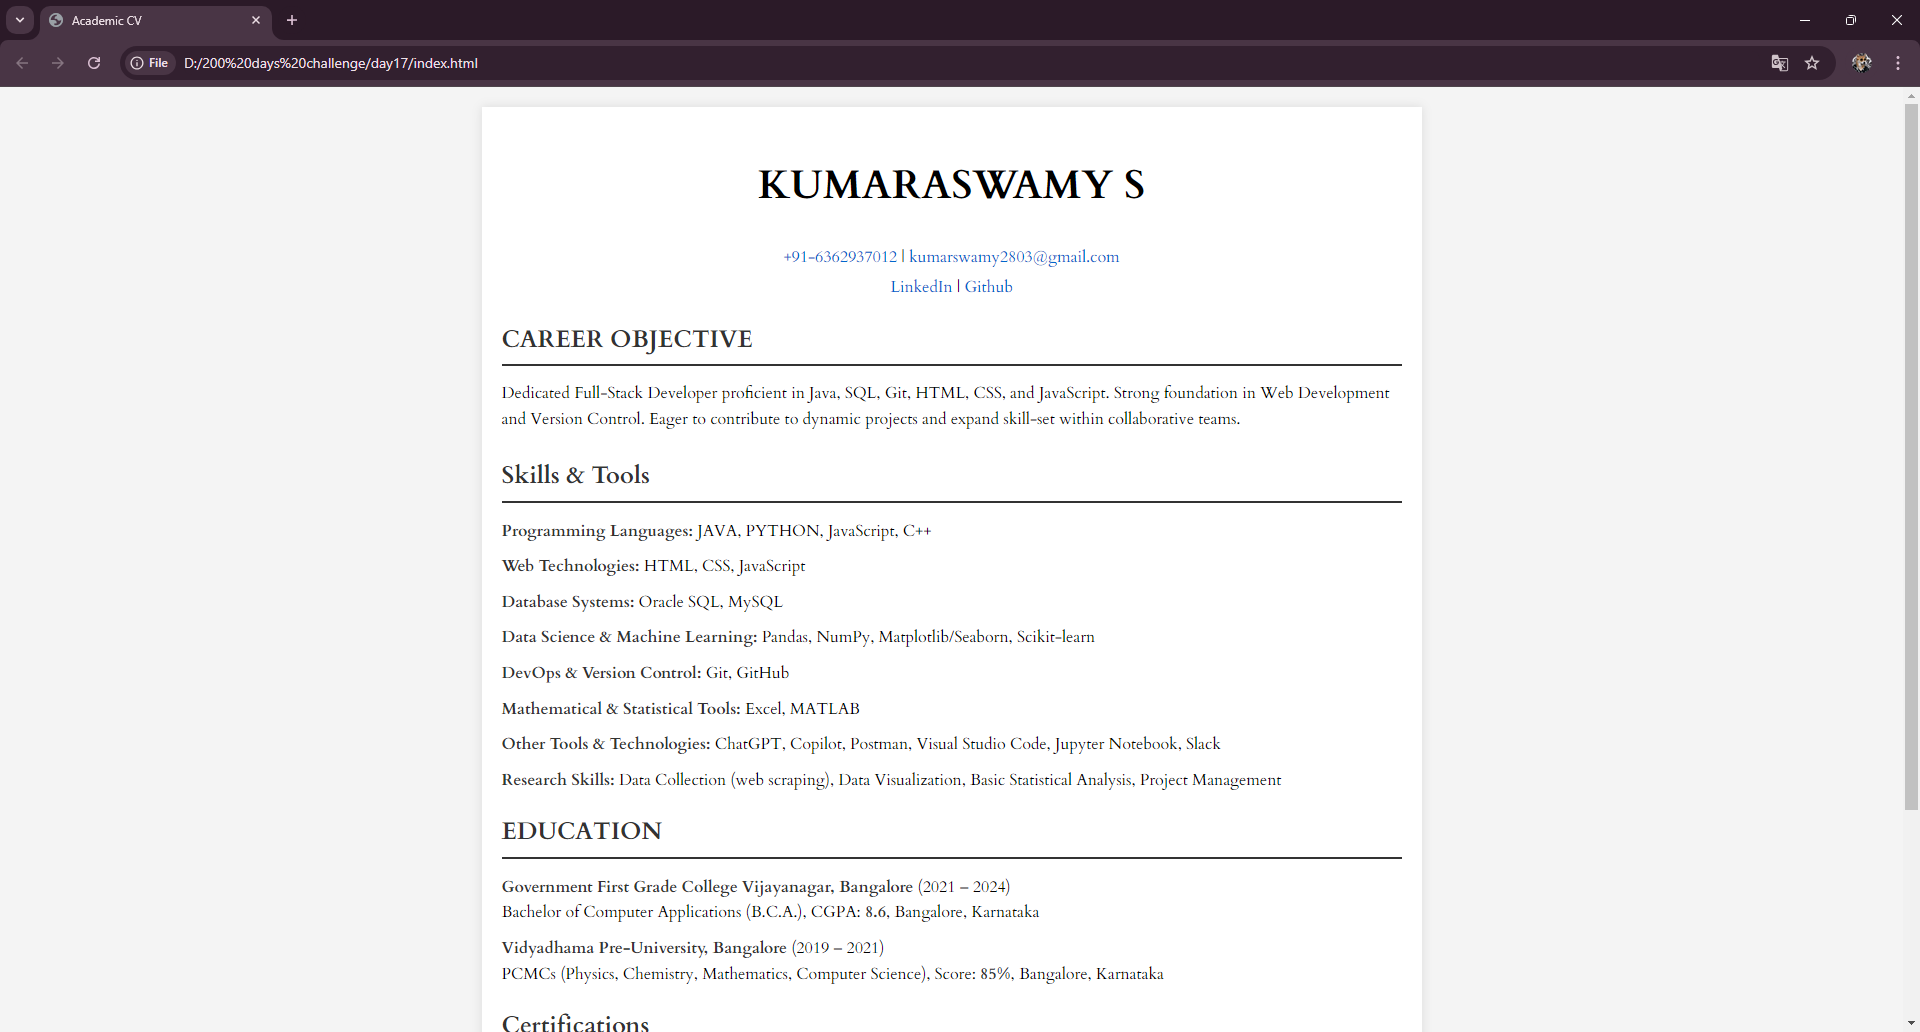 Academic CV
File
D:/200%20days%20challenge/day17/index.html
KUMARASWAMY S
+91-6362937012 | kumarswamy2803@gmail.com
LinkedIn | Github
CAREER OBJECTIVE
Dedicated Full-Stack Developer proficient in Java, SQL, Git, HTML, CSS, and JavaScript. Strong foundation in Web Development
and Version Control. Eager to contribute to dynamic projects and expand skill-set within collaborative teams.
Skills & Tools
Programming Languages: JAVA, PYTHON, JavaScript, C++
Web Technologies: HTML, CSS, JavaScript
Database Systems: Oracle SQL, MySQL
Data Science & Machine Learning: Pandas, NumPy, Matplotlib/Seaborn, Scikit-learn
DevOps & Version Control: Git, GitHub
Mathematical & Statistical Tools: Excel, MATLAB
Other Tools & Technologies: ChatGPT, Copilot, Postman, Visual Studio Code, Jupyter Notebook, Slack
Research Skills: Data Collection (web scraping), Data Visualization, Basic Statistical Analysis, Project Management
EDUCATION
Government First Grade College Vijayanagar, Bangalore (2021 – 2024)
Bachelor of Computer Applications (B.C.A.), CGPA: 8.6, Bangalore, Karnataka
Vidyadhama Pre-University, Bangalore (2019 – 2021)
PCMCs (Physics, Chemistry, Mathematics, Computer Science), Score: 85%, Bangalore, Karnataka
Certifications